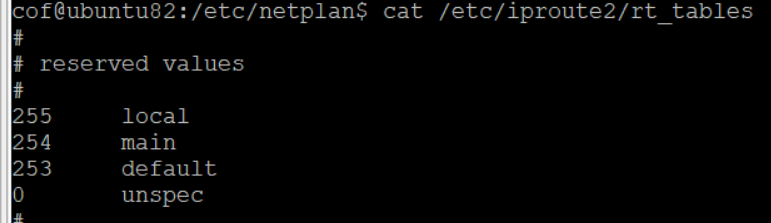 cof@ubuntu82:/etc/netplan$ cat /etc/iproute2/rt_tables
#
# reserved values
#
255     local
254     main
253     default
0       unspec
#